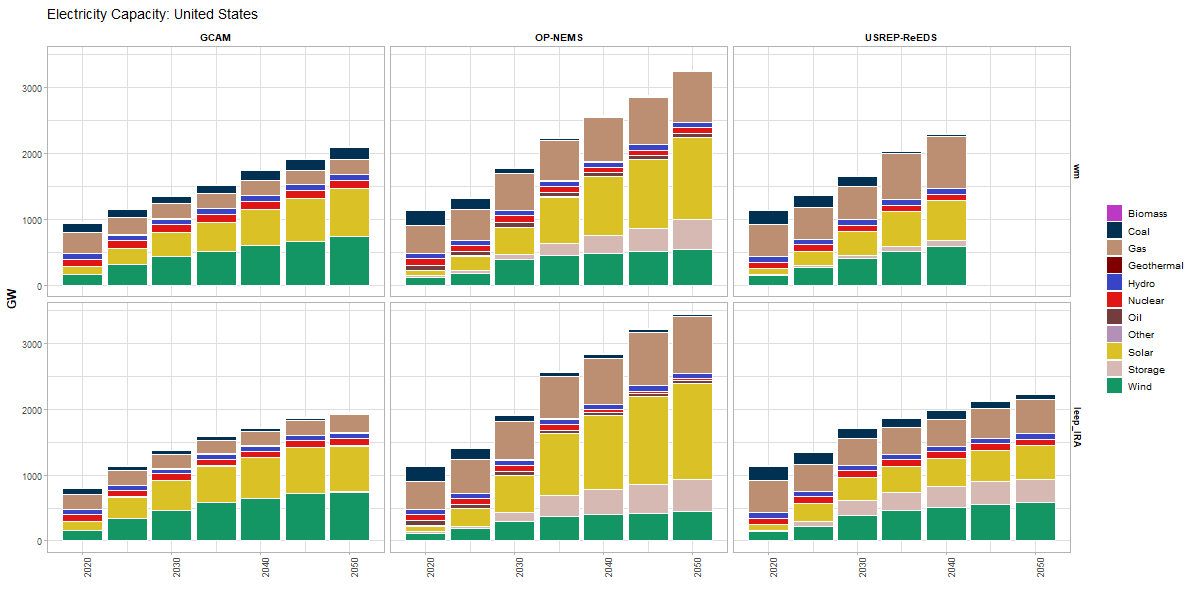 Electricity Capacity: United States
GCAM
OP-NEMS
USREP-ReEDS
3000
2000
1000
0
wm
GW
3000
2000
1000
0
leep_IRA
2020
2030
2040
2050
2020
2030
2040
2050
2020
2030
2040
2050
Biomass
Coal
Gas
Geothermal
Hydro
Nuclear
Oil
Other
Solar
Storage
Wind